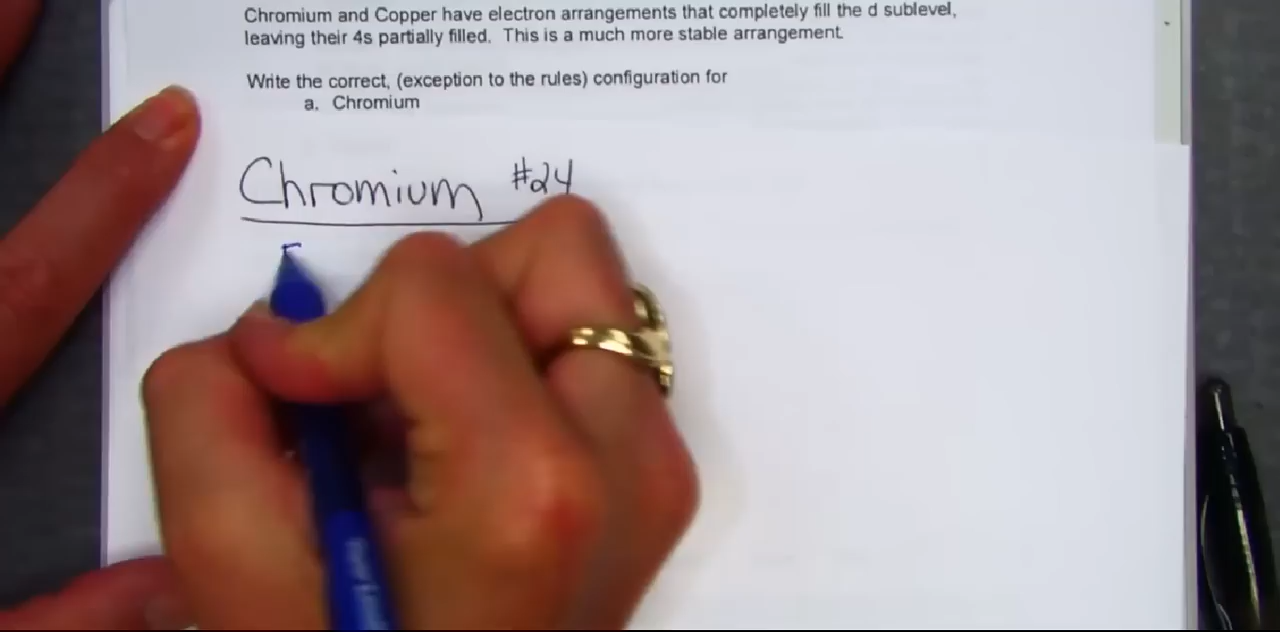 Chromium and Copper have electron arrangements that completely fill the d sublevel,
leaving their 4s partially filled. This is a much more stable arrangement.
Write the correct, (exception to the rules) configuration for
a. Chromium
Chromium #24